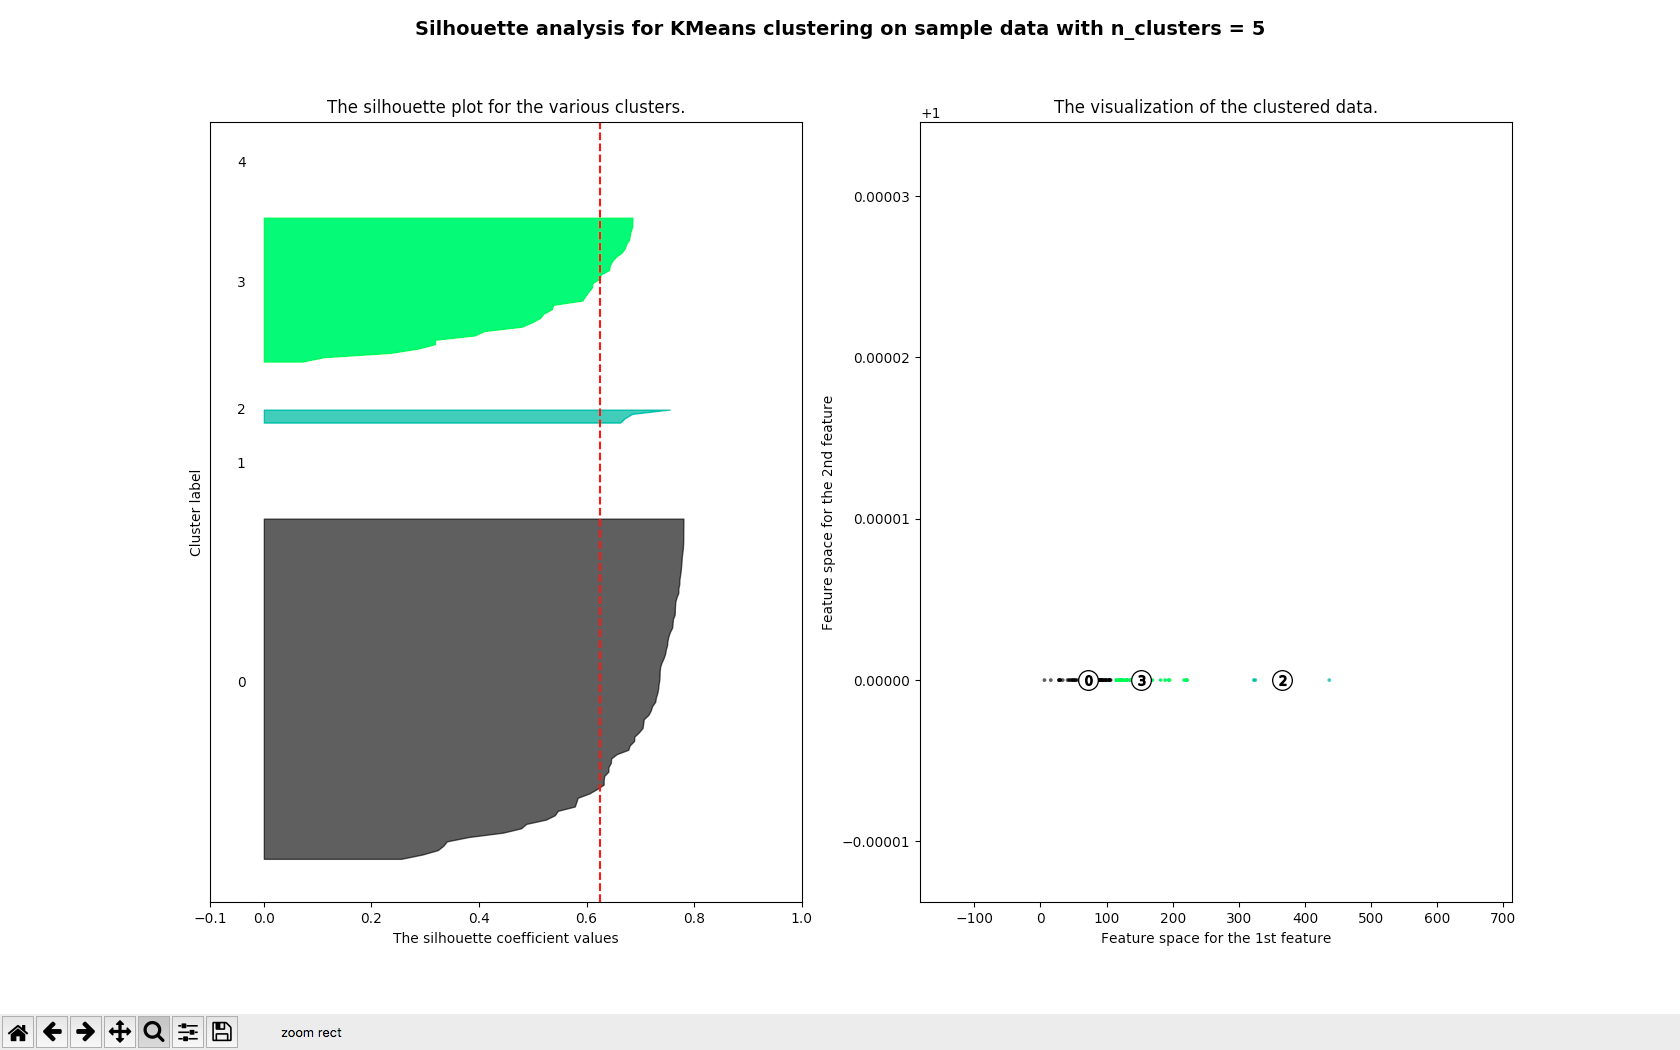 Silhouette analysis for KMeans clustering on sample data with n_clusters = 5
The silhouette plot for the various clusters.
4
3
2
1
0
Cluster label
−0.1 0.0 0.2 0.4 0.6 0.8 1.0
The silhouette coefficient values
The visualization of the clustered data.
+1
0.00003
0.00002
0.00001
0.00000
−0.00001
Feature space for the 2nd feature
0 3 2
−100 0 100 200 300 400 500 600 700
Feature space for the 1st feature
zoom rect